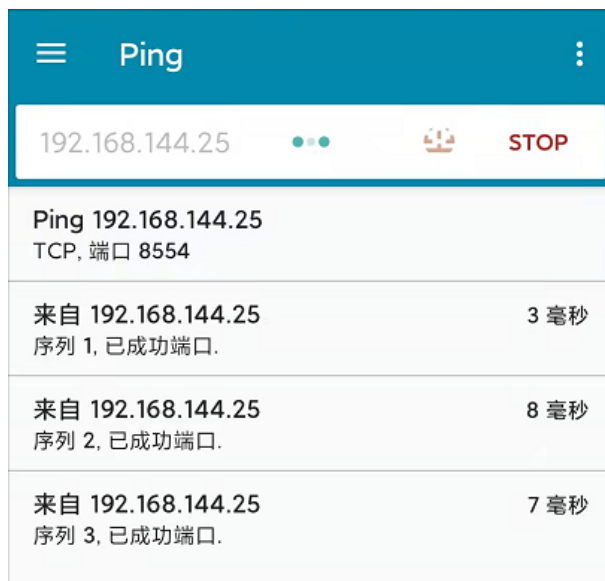 Ping
192.168.144.25 STOP
Ping 192.168.144.25
TCP, 端口 8554
来自 192.168.144.25 3 毫秒
序列 1, 已成功端口.
来自 192.168.144.25 8 毫秒
序列 2, 已成功端口.
来自 192.168.144.25 7 毫秒
序列 3, 已成功端口.